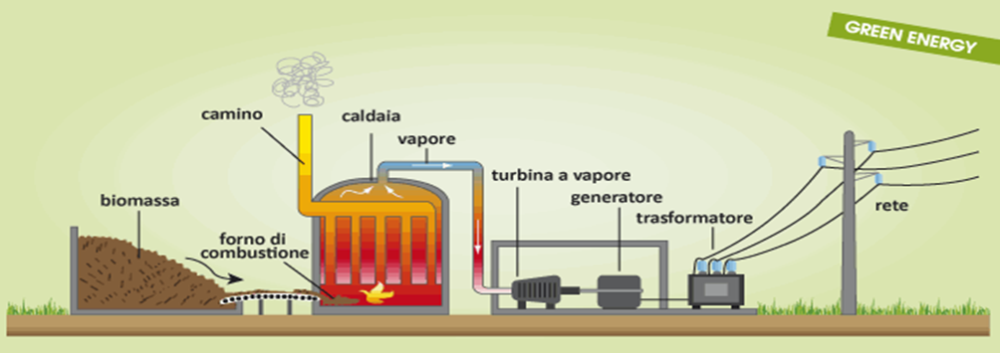 GREEN ENERGY
camino
caldaia
vapore
turbina a vapore
generatore
trasformatore
rete
biomassa
forno di
combustione